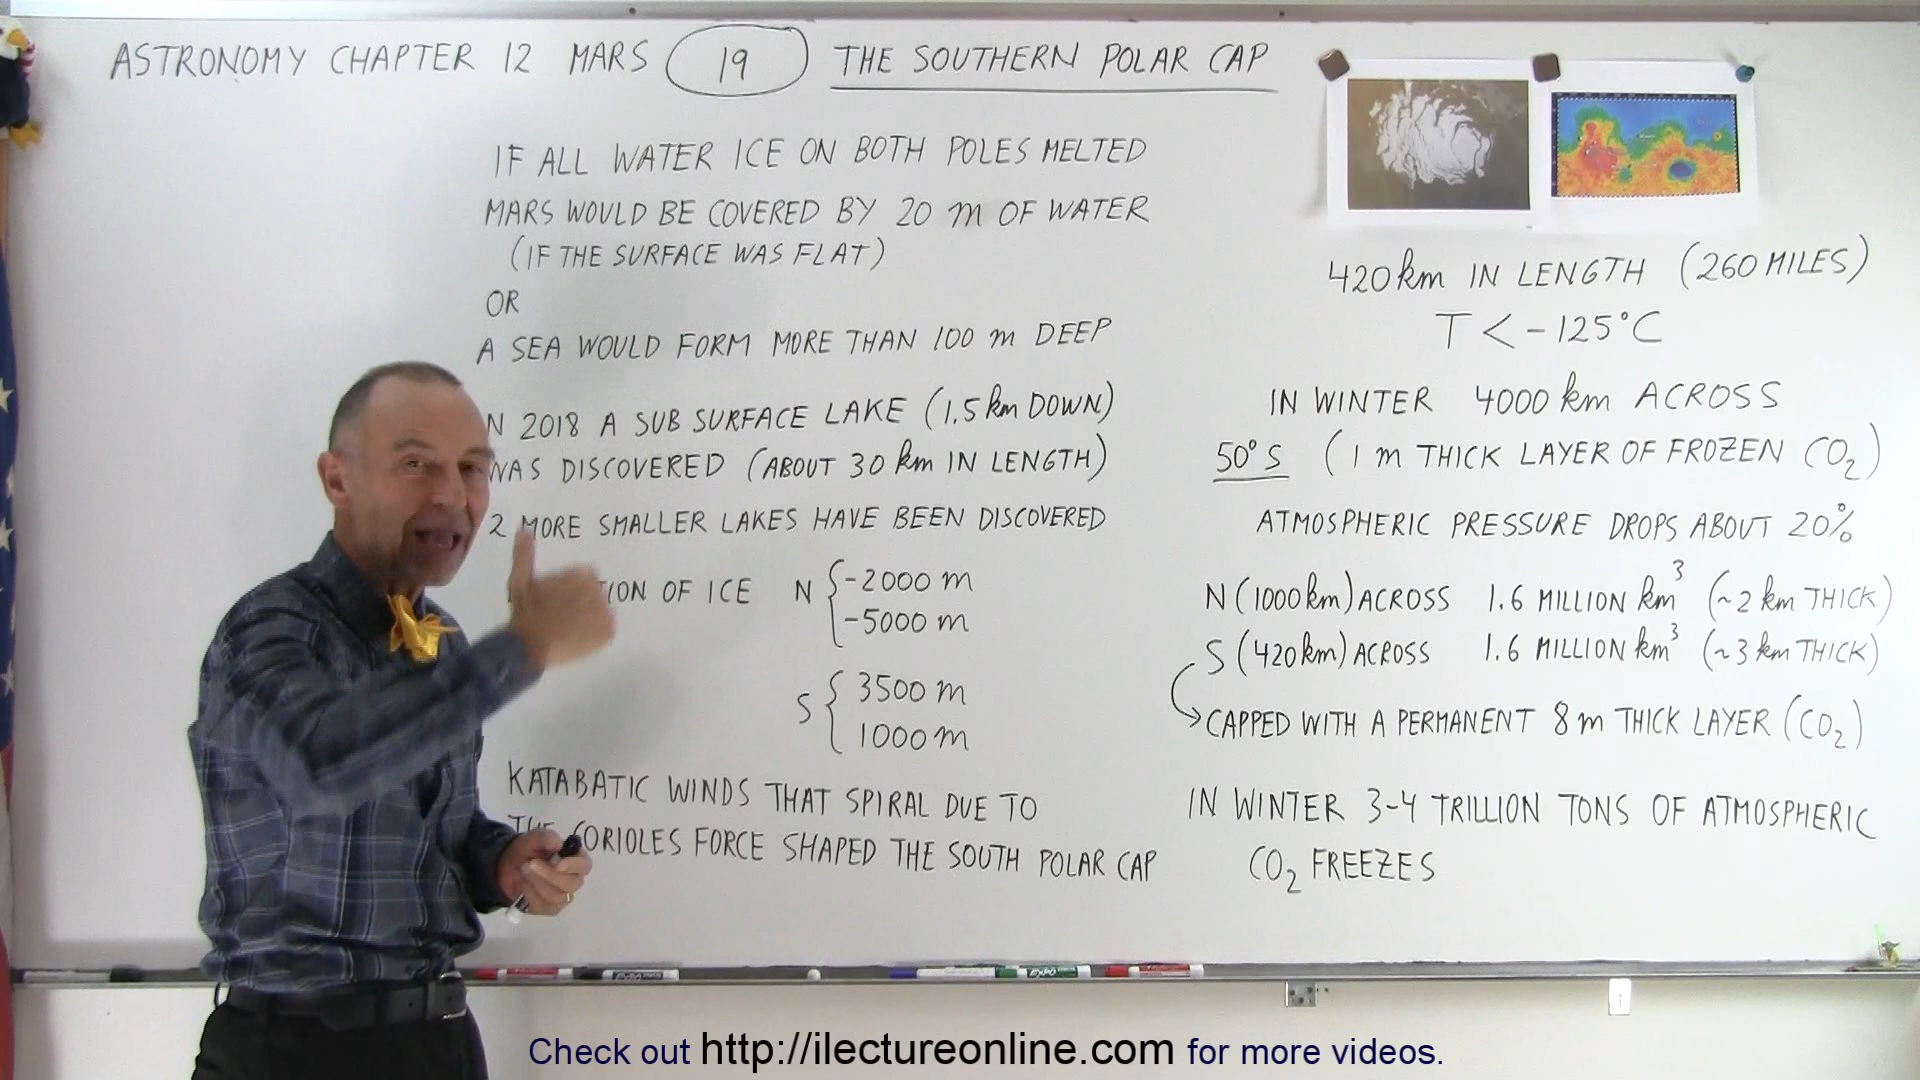 ASTRONOMY CHAPTER 12 MARS 19 THE SOUTHERN POLAR CAP
IF ALL WATER ICE ON BOTH POLES MELTED
MARS WOULD BE COVERED BY 20 m OF WATER
(IF THE SURFACE WAS FLAT)
OR
A SEA WOULD FORM MORE THAN 100 m DEEP
N 2018 A SUB SURFACE LAKE (1.5 km DOWN)
WAS DISCOVERED (ABOUT 30 km IN LENGTH)
2 MORE SMALLER LAKES HAVE BEEN DISCOVERED
TION OF ICE N { -2000 m
-5000 m
S { 3500 m
1000 m
KATABATIC WINDS THAT SPIRAL DUE TO
THE CORIOLES FORCE SHAPED THE SOUTH POLAR CAP
420 km IN LENGTH (260 MILES)
T < -125°C
IN WINTER 4000 km ACROSS
50° S (1 m THICK LAYER OF FROZEN CO₂)
ATMOSPHERIC PRESSURE DROPS ABOUT 20%
N (1000 km) ACROSS 1.6 MILLION km³ (~2 km THICK)
S (420 km) ACROSS 1.6 MILLION km³ (~3 km THICK)
→ CAPPED WITH A PERMANENT 8 m THICK LAYER (CO₂)
IN WINTER 3-4 TRILLION TONS OF ATMOSPHERIC
CO₂ FREEZES
Check out http://ilectureonline.com for more videos.